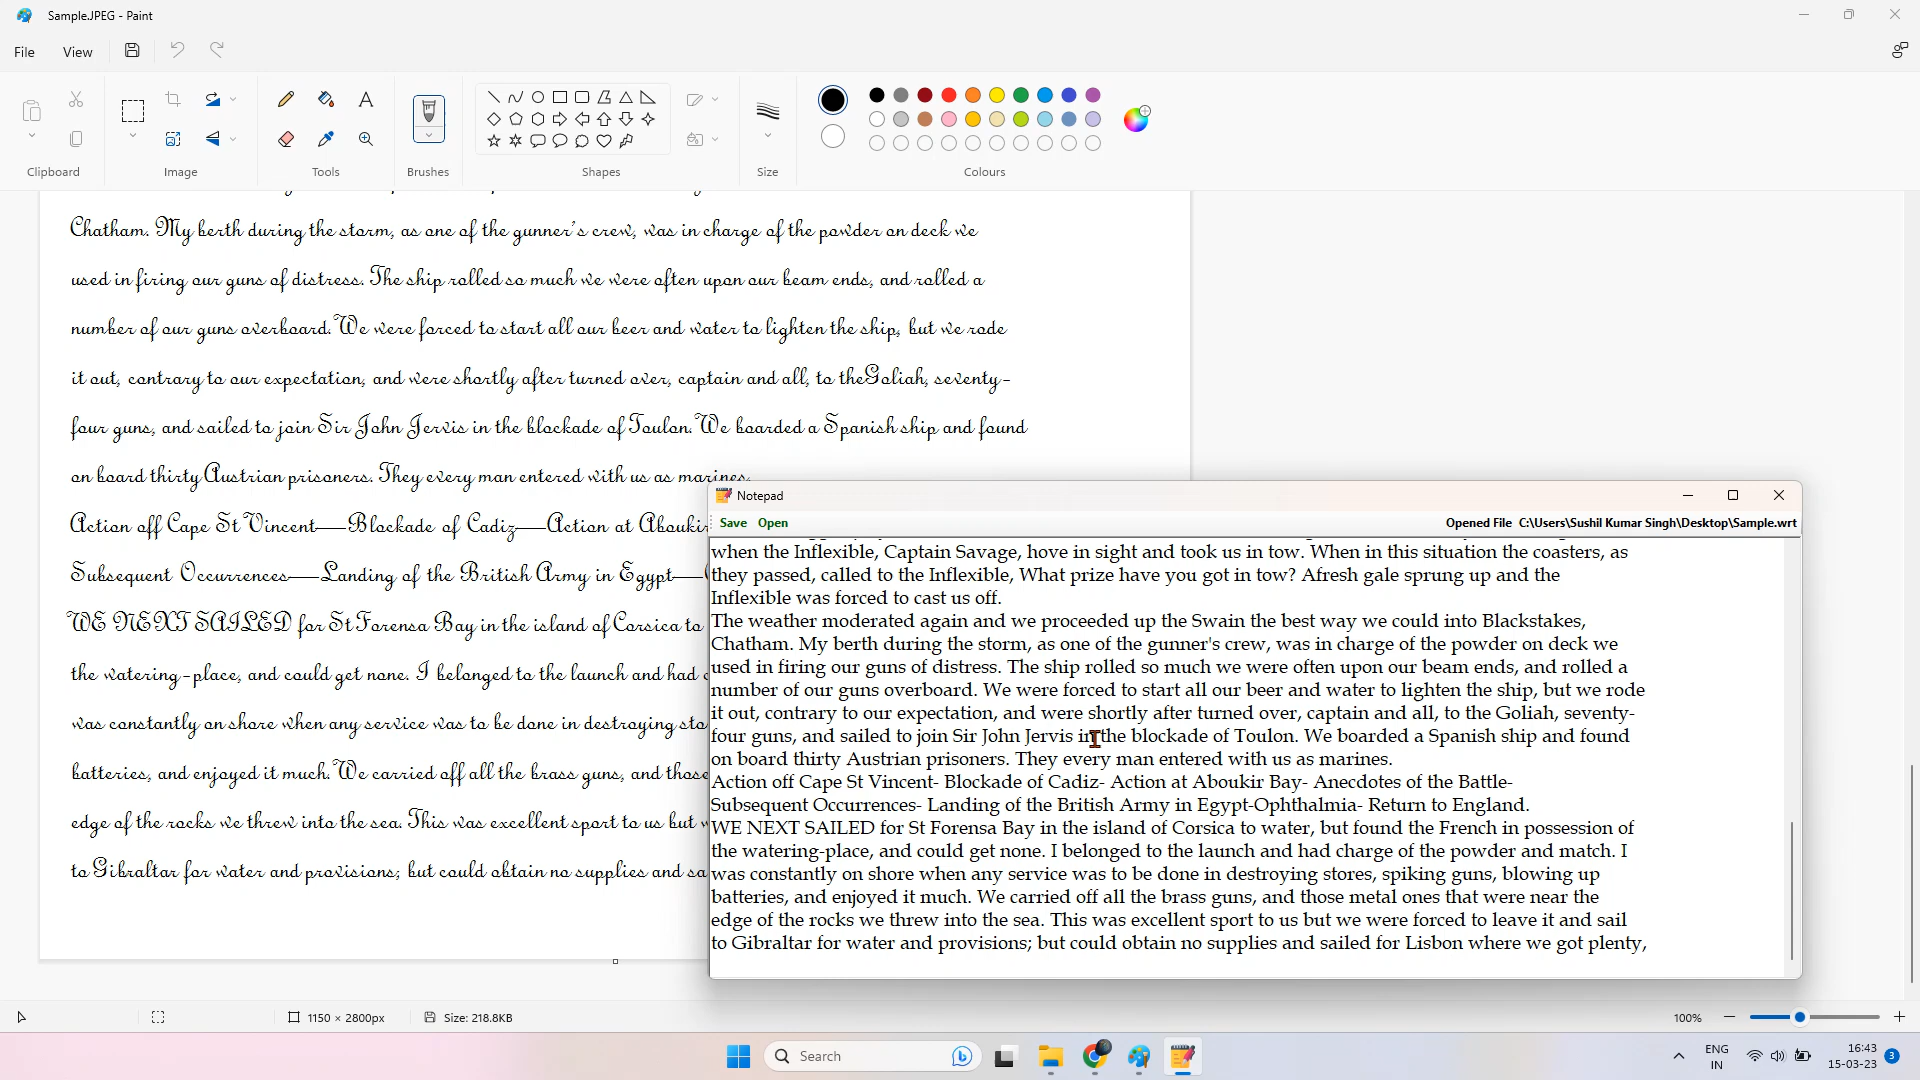 Sample.JPEG - Paint
File View
Clipboard Image Tools Brushes Shapes Size Colours
Chatham. My berth during the storm, as one of the gunner's crew, was in charge of the powder on deck we
used in firing our guns of distress. The ship rolled so much we were often upon our beam ends, and rolled a
number of our guns overboard. We were forced to start all our beer and water to lighten the ship, but we rode
it out, contrary to our expectation, and were shortly after turned over, captain and all, to theGoliah, seventy-
four guns, and sailed to join Sir John Jervis in the blockade of Toulon. We boarded a Spanish ship and found
on board thirty Austrian prisoners. They every man entered with us as marines.
Action off Cape St Vincent—Blockade of Cadiz—Action at Aboukir
Subsequent Occurrences—Landing of the British Army in Egypt—
WE NEXT SAILED for St Forensa Bay in the island of Corsica to
the watering-place, and could get none. I belonged to the launch and had
was constantly on shore when any service was to be done in destroying sto
batteries, and enjoyed it much. We carried off all the brass guns, and those
edge of the rocks we threw into the sea. This was excellent sport to us but w
to Gibraltar for water and provisions; but could obtain no supplies and sa
Notepad
Save Open Opened File C:\Users\Sushil Kumar Singh\Desktop\Sample.wrt
when the Inflexible, Captain Savage, hove in sight and took us in tow. When in this situation the coasters, as
they passed, called to the Inflexible, What prize have you got in tow? Afresh gale sprung up and the
Inflexible was forced to cast us off.
The weather moderated again and we proceeded up the Swain the best way we could into Blackstakes,
Chatham. My berth during the storm, as one of the gunner's crew, was in charge of the powder on deck we
used in firing our guns of distress. The ship rolled so much we were often upon our beam ends, and rolled a
number of our guns overboard. We were forced to start all our beer and water to lighten the ship, but we rode
it out, contrary to our expectation, and were shortly after turned over, captain and all, to the Goliah, seventy-
four guns, and sailed to join Sir John Jervis in the blockade of Toulon. We boarded a Spanish ship and found
on board thirty Austrian prisoners. They every man entered with us as marines.
Action off Cape St Vincent- Blockade of Cadiz- Action at Aboukir Bay- Anecdotes of the Battle-
Subsequent Occurrences- Landing of the British Army in Egypt-Ophthalmia- Return to England.
WE NEXT SAILED for St Forensa Bay in the island of Corsica to water, but found the French in possession of
the watering-place, and could get none. I belonged to the launch and had charge of the powder and match. I
was constantly on shore when any service was to be done in destroying stores, spiking guns, blowing up
batteries, and enjoyed it much. We carried off all the brass guns, and those metal ones that were near the
edge of the rocks we threw into the sea. This was excellent sport to us but we were forced to leave it and sail
to Gibraltar for water and provisions; but could obtain no supplies and sailed for Lisbon where we got plenty,
1150 × 2800px Size: 218.8KB 100%
Search
ENG
IN
16:43
15-03-23
3